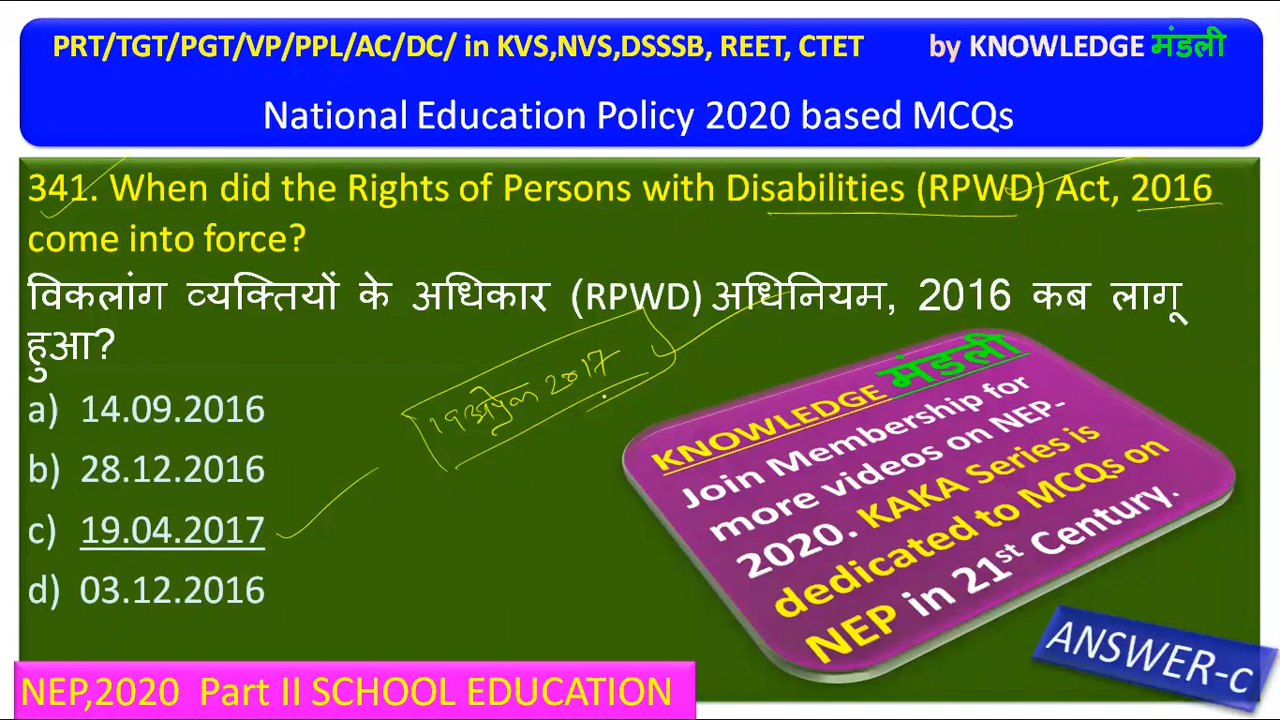 PRT/TGT/PGT/VP/PPL/AC/DC/ in KVS,NVS,DSSSB, REET, CTET by KNOWLEDGE मंडली
National Education Policy 2020 based MCQs
341. When did the Rights of Persons with Disabilities (RPWD) Act, 2016
come into force?
विकलांग व्यक्तियों के अधिकार (RPWD) अधिनियम, 2016 कब लागू
हुआ?
19 अप्रैल 2017
a) 14.09.2016
b) 28.12.2016
c) 19.04.2017
d) 03.12.2016
KNOWLEDGE मंडली
Join Membership for
more videos on NEP-
2020. KAKA Series is
dedicated to MCQs on
NEP in 21st Century.
ANSWER-c
NEP,2020 Part II SCHOOL EDUCATION